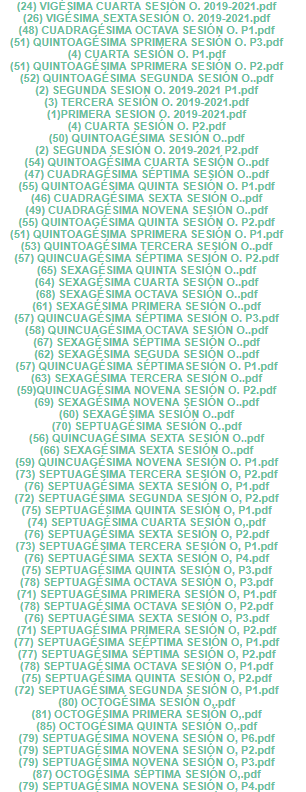 (24) VIGÉSIMA CUARTA SESJÓN O. 2019-2021.pdf
(26) VIGÉSIMA SEXTASESIÓN O. 2019-2021.pdf
(48) CUADRAGÉSIMA OCTAVA SESIÓN O. P1.pdf
(51) QUINTOAGÉSIMA SPRIMERA SESIÓN O. P3.pdf
(4) CUARTA SESIÓN O. P1.pdf
(51) QUINTOAGÉSIMA SPRIMERA SESIÓN O. P2.pdf
(52) QUINTOAGÉSIMA SEGUNDA SESIÓN O..pdf
(2) SEGUNDA SESION O. 2019-2021 P1.pdf
(3) TERCERA SESIÓN O. 2019-2021.pdf
(1)PRIMERA SESION O. 2019-2021.pdf
(4) CUARTA SESIÓN O. P2.pdf
(50) QUINTOAGÉSIMA SESIÓN O..pdf
(2) SEGUNDA SESIÓN O. 2019-2021 P2.pdf
(54) QUINTOAGÉSIMA CUARTA SESIÓN O..pdf
(47) CUADRAGÉSIMA SÉPTIMA SESIÓN O..pdf
(55) QUINTOAGÉSIMA QUINTA SESIÓN O. P1.pdf
(46) CUADRAGÉSIMA SEXTA SESIÓN O..pdf
(49) CUADRAGÉSIMA NOVENA SESIÓN O..pdf
(55) QUINTOAGÉSIMA QUINTA SESIÓN O. P2.pdf
(51) QUINTOAGÉSIMA SPRIMERA SESIÓN O. P1.pdf
(53) QUINTOAGÉSIMA TERCERA SESIÓN O..pdf
(57) QUINCUAGÉSIMA SÉPTIMA SESIÓN O. P2.pdf
(65) SEXAGÉSIMA QUINTA SESIÓN O..pdf
(64) SEXAGÉSIMA CUARTA SESIÓN O..pdf
(68) SEXAGÉSIMA OCTAVA SESIÓN O..pdf
(61) SEXAGÉSIMA PRIMERA SESIÓN O..pdf
(57) QUINCUAGÉSIMA SÉPTIMA SESIÓN O. P3.pdf
(58) QUINCUAGÉSIMA OCTAVA SESIÓN O..pdf
(67) SEXAGÉSIMA SÉPTIMA SESIÓN O..pdf
(62) SEXAGÉSIMA SEGUDA SESIÓN O..pdf
(57) QUINCUAGÉSIMA SÉPTIMASESIÓN O. P1.pdf
(63) SEXAGÉSIMA TERCERA SESIÓN O..pdf
(59)QUINCUAGÉSIMA NOVENA SESIÓN O. P2.pdf
(69) SEXAGÉSIMA NOVENA SESIÓN O..pdf
(60) SEXAGÉSIMA SESIÓN O..pdf
(70) SEPTUAGÉSIMA SESIÓN O..pdf
(56) QUINCUAGÉSIMA SEXTA SESIÓN O..pdf
(66) SEXAGÉSIMA SEXTA SESIÓN O..pdf
(59) QUINCUAGÉSIMA NOVENA SESIÓN O. P1.pdf
(73) SEPTUAGÉSIMA TERCERA SESIÓN O, P2.pdf
(76) SEPTUAGÉSIMA SEXTA SESIÓN O, P1.pdf
(72) SEPTUAGÉSIMA SEGUNDA SESIÓN O, P2.pdf
(75) SEPTUAGÉSIMA QUINTA SESIÓN O, P1.pdf
(74) SEPTUAGÉSIMA CUARTA SESIÓN O,.pdf
(76) SEPTUAGÉSIMA SEXTA SESIÓN O, P2.pdf
(73) SEPTUAGÉSIMA TERCERA SESIÓN O, P1.pdf
(76) SEPTUAGÉSIMA SEXTA SESIÓN O, P4.pdf
(75) SEPTUAGÉSIMA QUINTA SESIÓN O, P3.pdf
(78) SEPTUAGÉSIMA OCTAVA SESIÓN O, P3.pdf
(71) SEPTUAGÉSIMA PRIMERA SESIÓN O, P1.pdf
(78) SEPTUAGÉSIMA OCTAVA SESIÓN O, P2.pdf
(76) SEPTUAGÉSIMA SEXTA SESIÓN O, P3.pdf
(71) SEPTUAGÉSIMA PRIMERA SESIÓN O, P2.pdf
(77) SEPTUAGÉSIMA SEÉPTIMA SESIÓN O, P1.pdf
(77) SEPTUAGÉSIMA SÉPTIMA SESIÓN O, P2.pdf
(78) SEPTUAGÉSIMA OCTAVA SESIÓN O, P1.pdf
(75) SEPTUAGÉSIMA QUINTA SESIÓN O, P2.pdf
(72) SEPTUAGÉSIMA SEGUNDA SESIÓN O, P1.pdf
(80) OCTOGÉSIMA SESIÓN O,.pdf
(81) OCTOGÉSIMA PRIMERA SESIÓN O,.pdf
(85) OCTOGÉSIMA QUINTA SESIÓN O,.pdf
(79) SEPTUAGÉSIMA NOVENA SESIÓN O, P6.pdf
(79) SEPTUAGÉSIMA NOVENA SESIÓN O, P2.pdf
(79) SEPTUAGÉSIMA NOVENA SESIÓN O, P3.pdf
(87) OCTOGÉSIMA SÉPTIMA SESIÓN O,.pdf
(79) SEPTUAGÉSIMA NOVENA SESIÓN O, P4.pdf